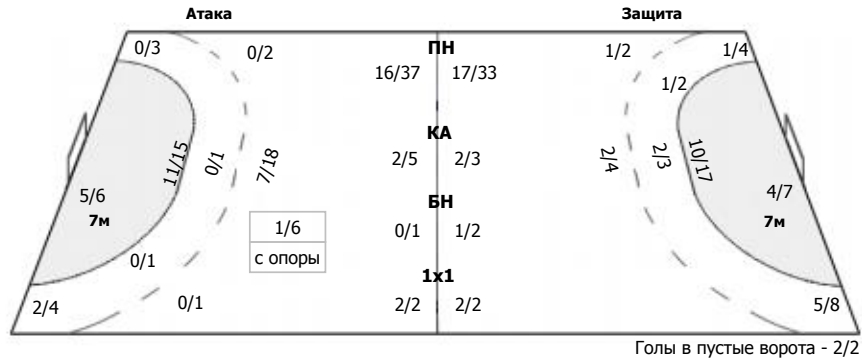 Атака Защита
0/3 0/2 ПН 1/2 1/4
16/37 17/33 1/2
11/15 0/1 7/18 КА 2/4 2/3 10/17
2/5 2/3
5/6 БН 4/7
7м 7м
1/6 0/1 1/2
с опоры
0/1 1x1
2/4 0/1 2/2 2/2 5/8
Голы в пустые ворота - 2/2